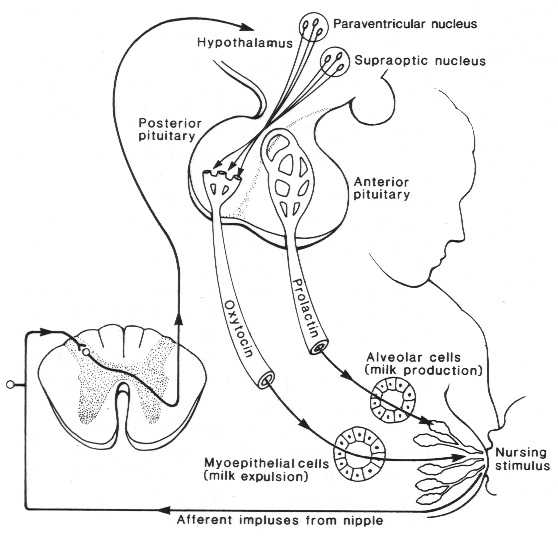 Paraventricular nucleus
Hypothalamus
Supraoptic nucleus
Posterior
pituitary
Anterior
pituitary
Oxytocin
Prolactin
Alveolar cells
(milk production)
Myoepithelial cells
(milk expulsion)
Nursing
stimulus
Afferent impluses from nipple